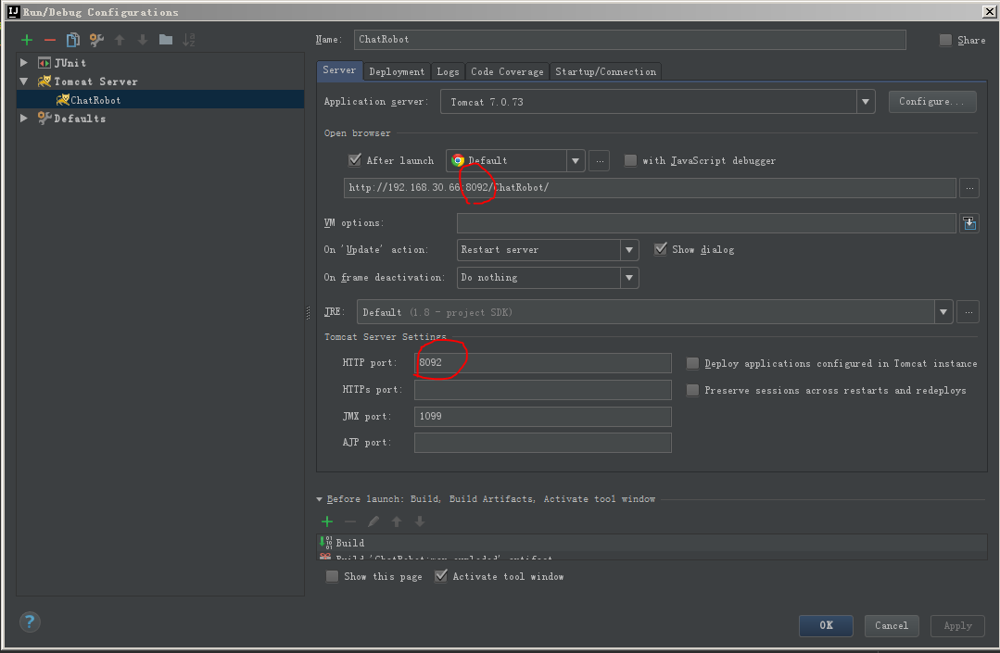 Run/Debug Configurations
Name: ChatRobot Share
JUnit
Tomcat Server
ChatRobot
Defaults
Server Deployment Logs Code Coverage Startup/Connection
Application server: Tomcat 7.0.73 Configure...
Open browser
After launch Default ... with JavaScript debugger
http://192.168.30.66:8092/ChatRobot/ ...
VM options:
On 'Update' action: Restart server Show dialog
On frame deactivation: Do nothing
JRE: Default (1.8 - project SDK) ...
Tomcat Server Settings
HTTP port: 8092 Deploy applications configured in Tomcat instance
HTTPs port: Preserve sessions across restarts and redeploys
JMX port: 1099
AJP port:
Before launch: Build, Build Artifacts, Activate tool window
Build
Build 'ChatRobot:war exploded' artifact
Show this page Activate tool window
? OK Cancel Apply